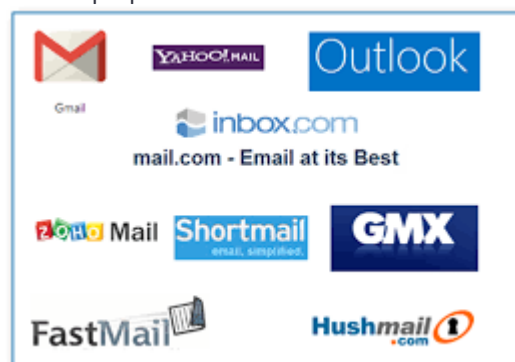 YAHOO! MAIL
Outlook
Gmail
inbox.com
mail.com - Email at its Best
ZOHO Mail
Shortmail
email, simplified.
GMX
FastMail
Hushmail
.com